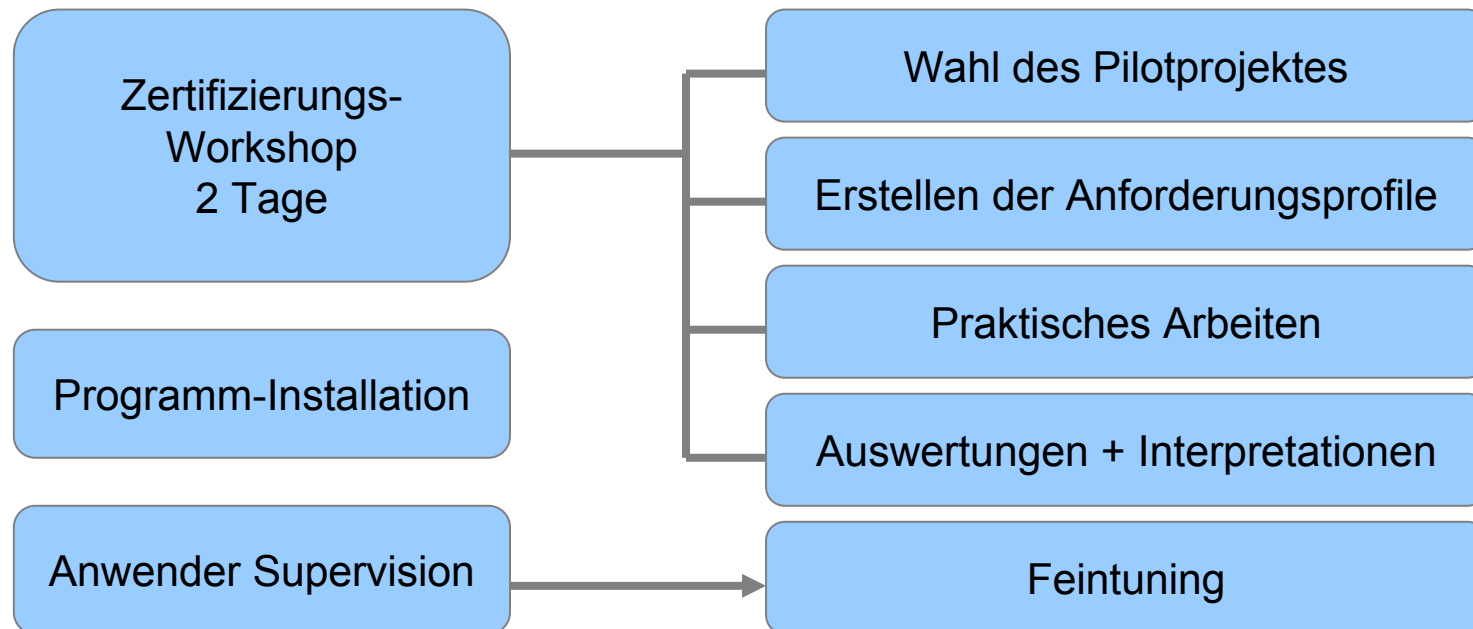 Zertifizierungs-
Workshop
2 Tage
Programm-Installation
Anwender Supervision
Wahl des Pilotprojektes
Erstellen der Anforderungsprofile
Praktisches Arbeiten
Auswertungen + Interpretationen
Feintuning